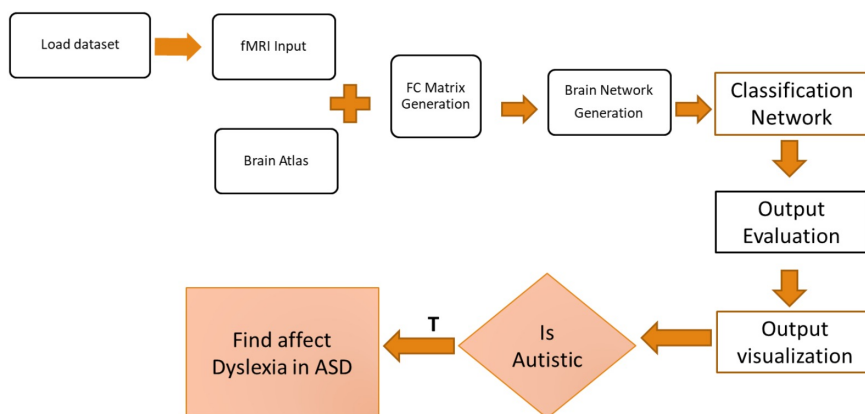 Load dataset
fMRI Input
Brain Atlas
FC Matrix
Generation
Brain Network
Generation
Classification
Network
Output
Evaluation
Output
visualization
Is
Autistic
T
Find affect
Dyslexia in ASD